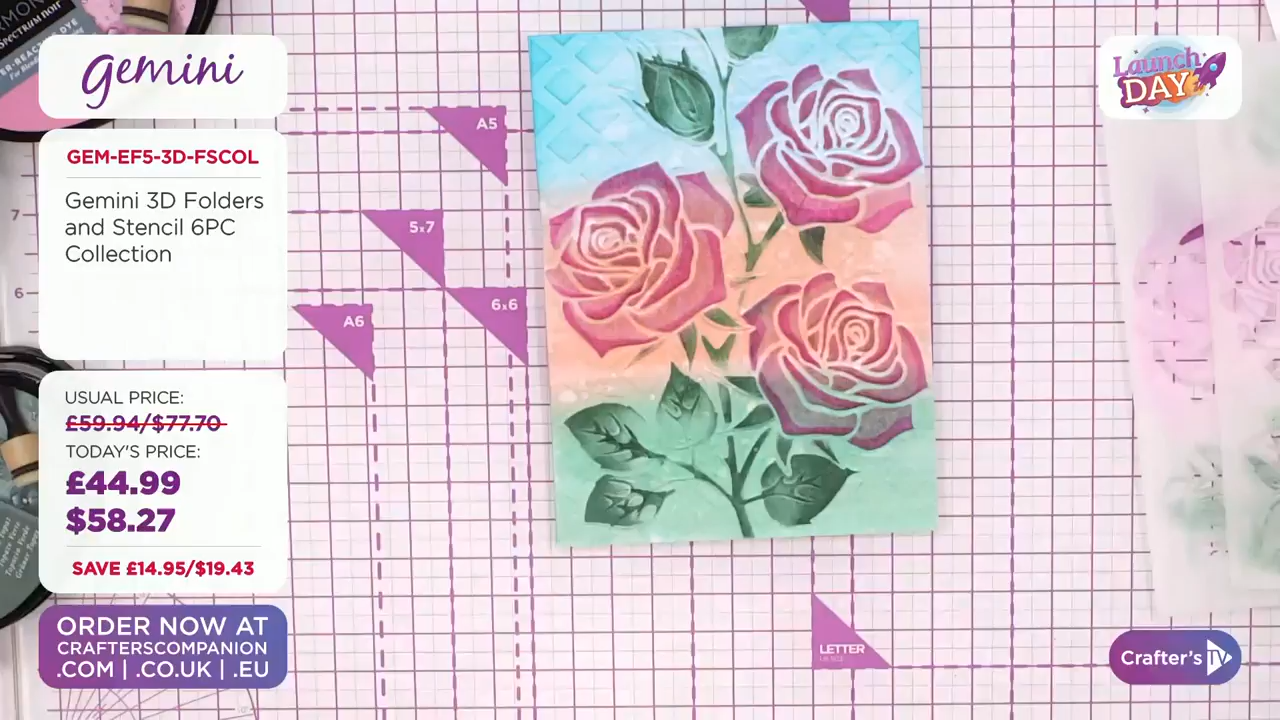 SPECTRUM NOIR
gemini
GEM-EF5-3D-FSCOL
Gemini 3D Folders
and Stencil 6PC
Collection
USUAL PRICE:
£59.94/$77.70
TODAY'S PRICE:
£44.99
$58.27
SAVE £14.95/$19.43
ORDER NOW AT
CRAFTERSCOMPANION
.COM | .CO.UK | .EU
7
6
A5
5x7
6x6
A6
LETTER
Launch
DAY
Crafter's TV